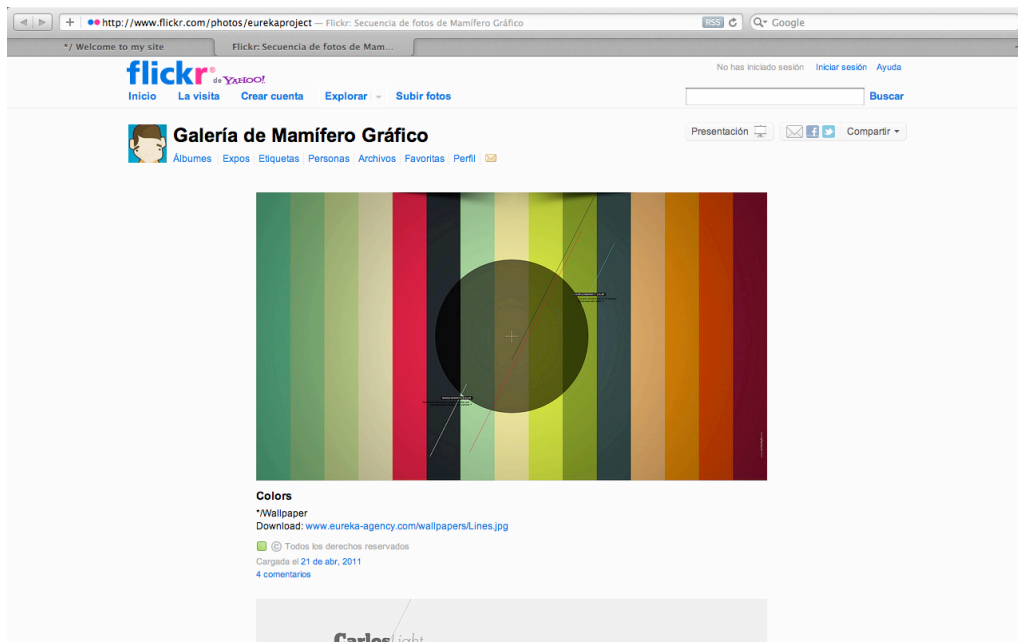 http://www.flickr.com/photos/eurekaproject — Flickr: Secuencia de fotos de Mamífero Gráfico
RSS
Google
*/ Welcome to my site
Flickr: Secuencia de fotos de Mam...
flickr® de YAHOO!
No has iniciado sesión Iniciar sesión Ayuda
Inicio La visita Crear cuenta Explorar Subir fotos
Buscar
Galería de Mamífero Gráfico
Presentación
Compartir
Álbumes Expos Etiquetas Personas Archivos Favoritas Perfil
Colors
*/Wallpaper
Download: www.eureka-agency.com/wallpapers/Lines.jpg
© Todos los derechos reservados
Cargada el 21 de abr, 2011
4 comentarios
CarlosLight